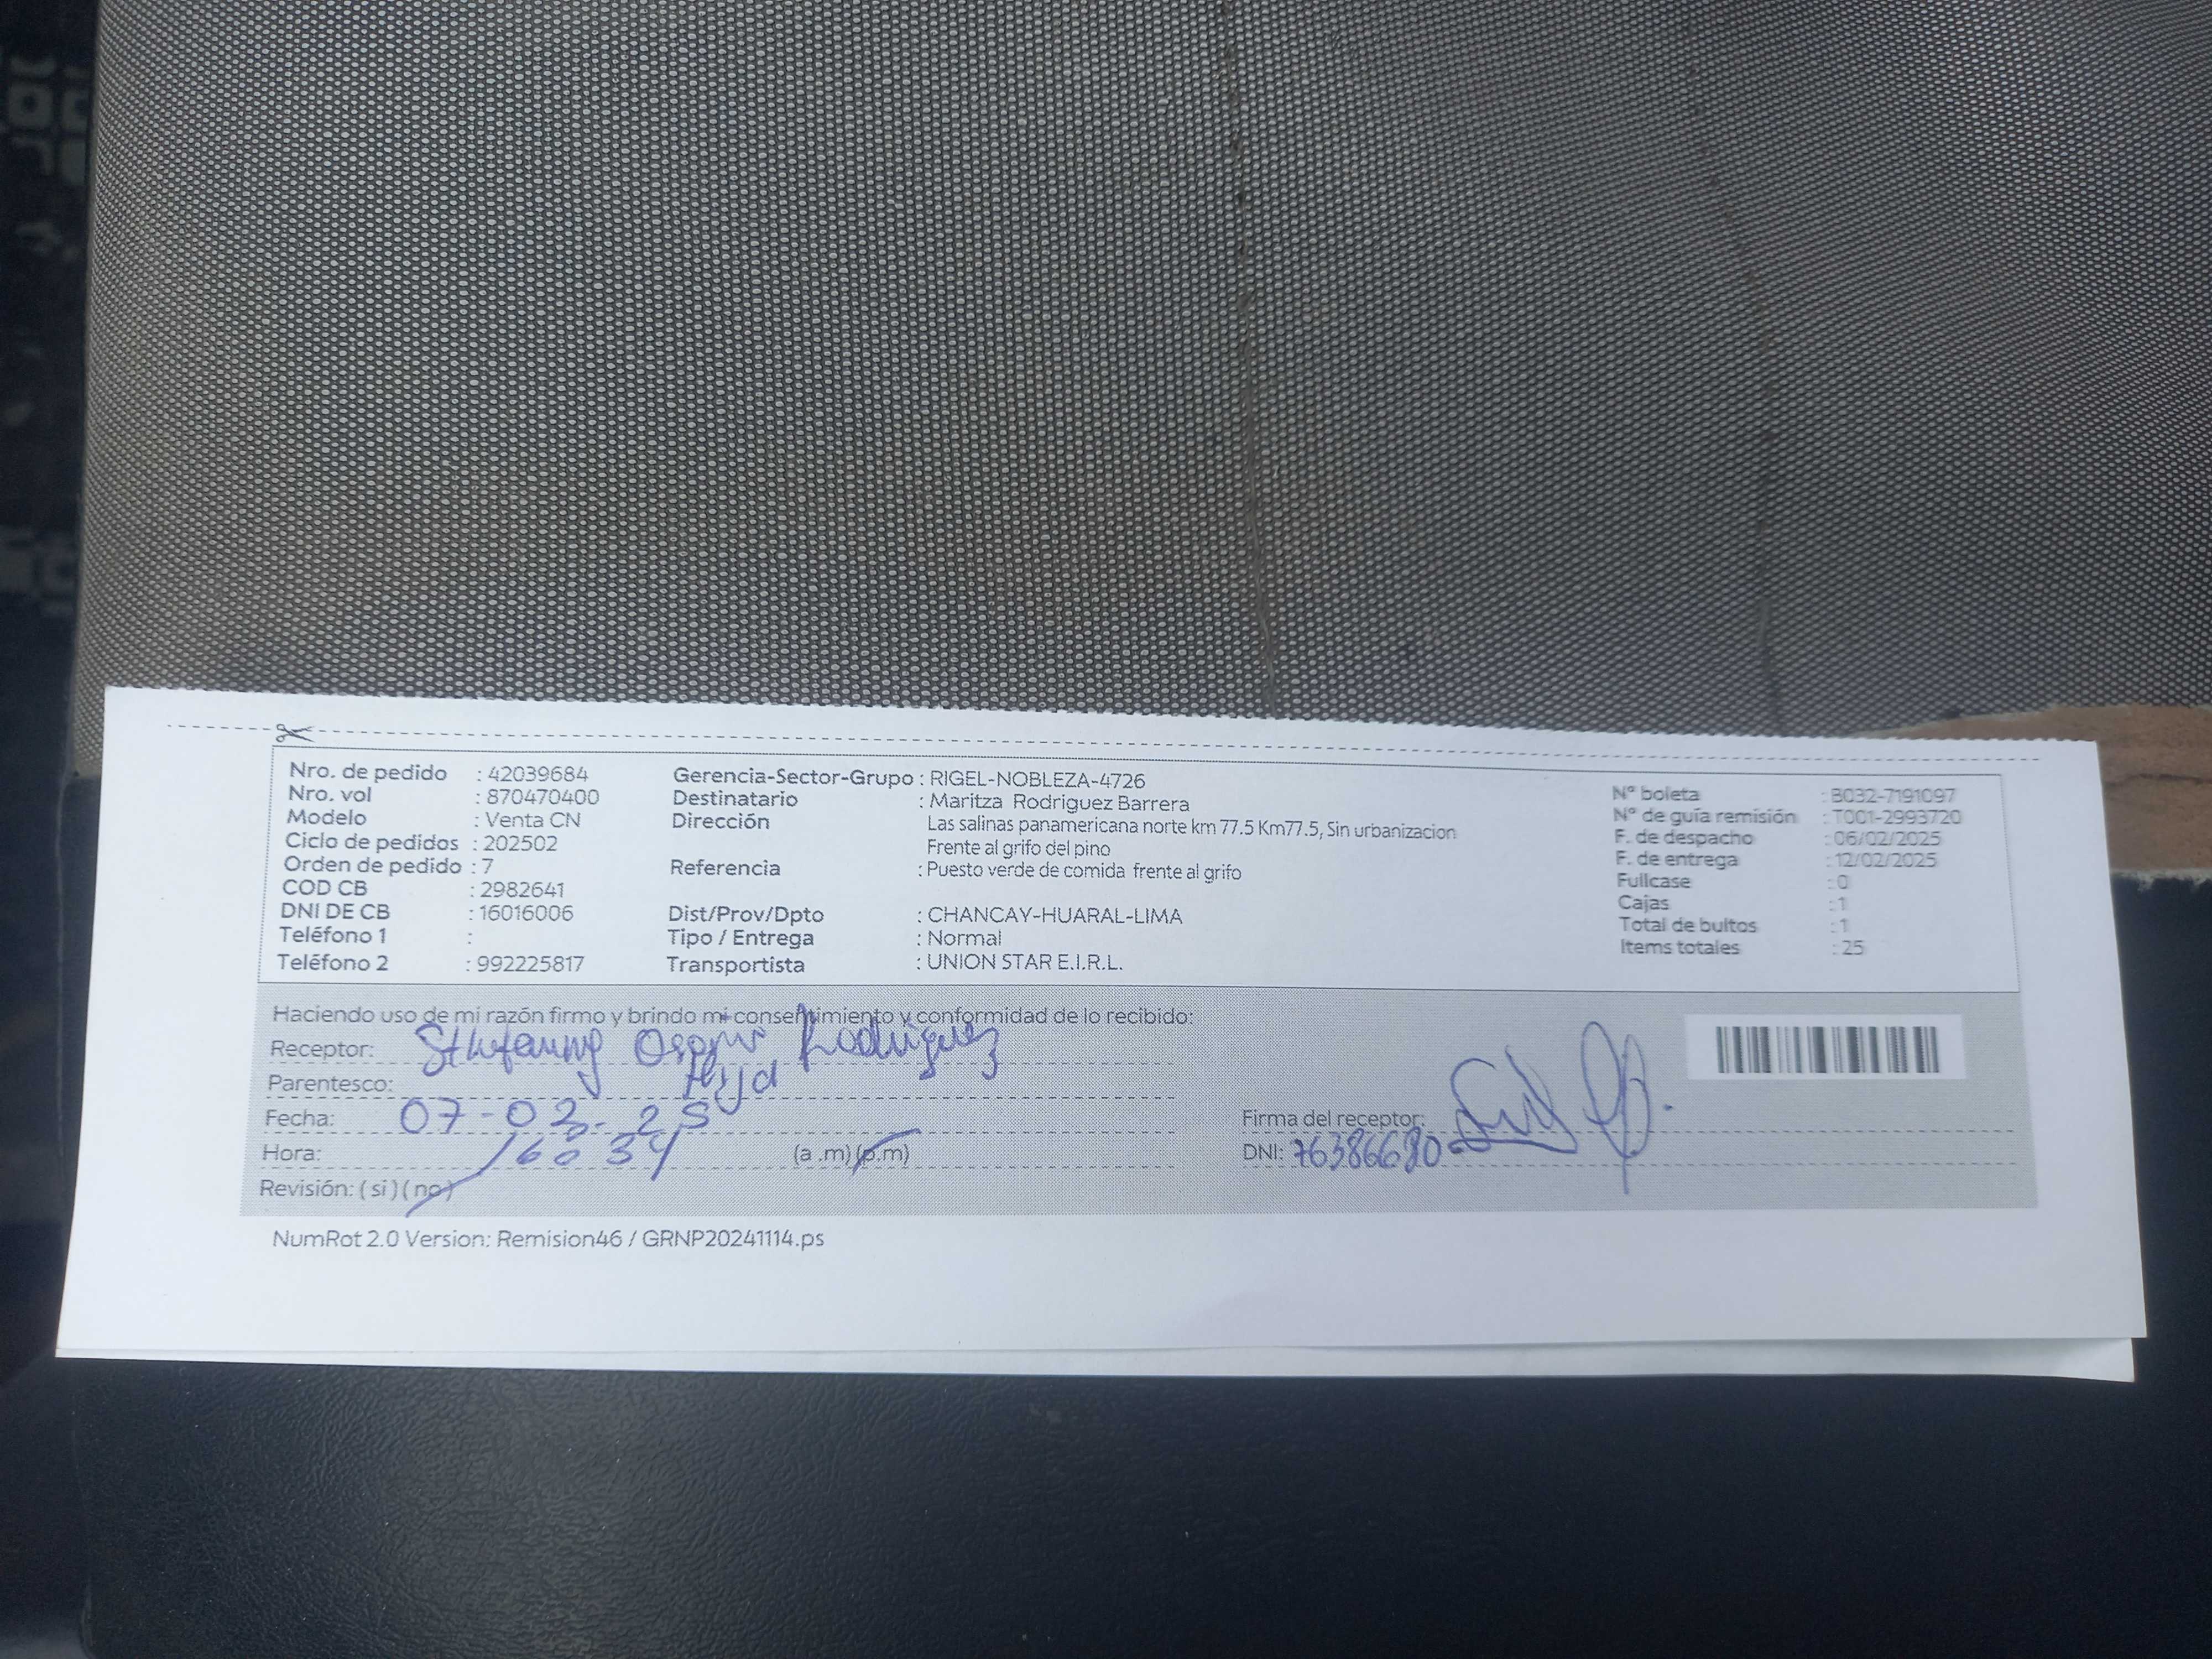 Nro. de pedido : 42039684 Gerencia-Sector-Grupo : RIGEL-NOBLEZA-4726 N° boleta : B032-7191097
Nro. vol : 870470400 Destinatario : Maritza Rodriguez Barrera N° de guía remisión : T001-2993720
Modelo : Venta CN Dirección Las salinas panamericana norte km 77.5 Km77.5, Sin urbanizacion F. de despacho : 06/02/2025
Ciclo de pedidos : 202502 Frente al grifo del pino F. de entrega : 12/02/2025
Orden de pedido : 7 Referencia : Puesto verde de comida frente al grifo Fullcase : 0
COD CB : 2982641 Cajas : 1
DNI DE CB : 16016006 Dist/Prov/Dpto : CHANCAY-HUARAL-LIMA Total de bultos : 1
Teléfono 1 : Tipo / Entrega : Normal Items totales : 25
Teléfono 2 : 992225817 Transportista : UNION STAR E.I.R.L.
Haciendo uso de mi razón firmo y brindo mi consentimiento y conformidad de lo recibido:
Receptor: Rodriguez
Parentesco: Hija
Fecha: 07-02-25 Firma del receptor:
Hora: 16 34 (a .m) (p.m) DNI: 76386680
Revisión: ( si ) ( no )
NumRot 2.0 Version: Remision46 / GRNP20241114.ps